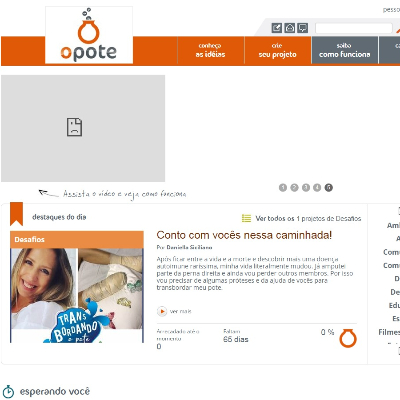 pesso
opote
conheça
as idéias
crie
seu projeto
saiba
como funciona
ca
1 2 3 4 5
Assista o vídeo e veja como funciona
destaques do dia
Ver todos os 1 projetos de Desafios
Desafios
Conto com vocês nessa caminhada!
Por Daniella Siciliano
Após ficar entre a vida e a morte e descobrir mais uma doença
autoimune raríssima, minha vida literalmente mudou. Já amputei
parte da perna direita e ainda vou perder outros membros. Por isso
vou precisar de algumas próteses e da ajuda de vocês para
transbordar meu pote.
TRANS
BORDANDO
o pote
ver mais
Arrecadado até o
momento
0
Faltam
65 dias
0 %
Amb
A
Com
Comu
D
De
Edu
Es
Filmes
esperando você